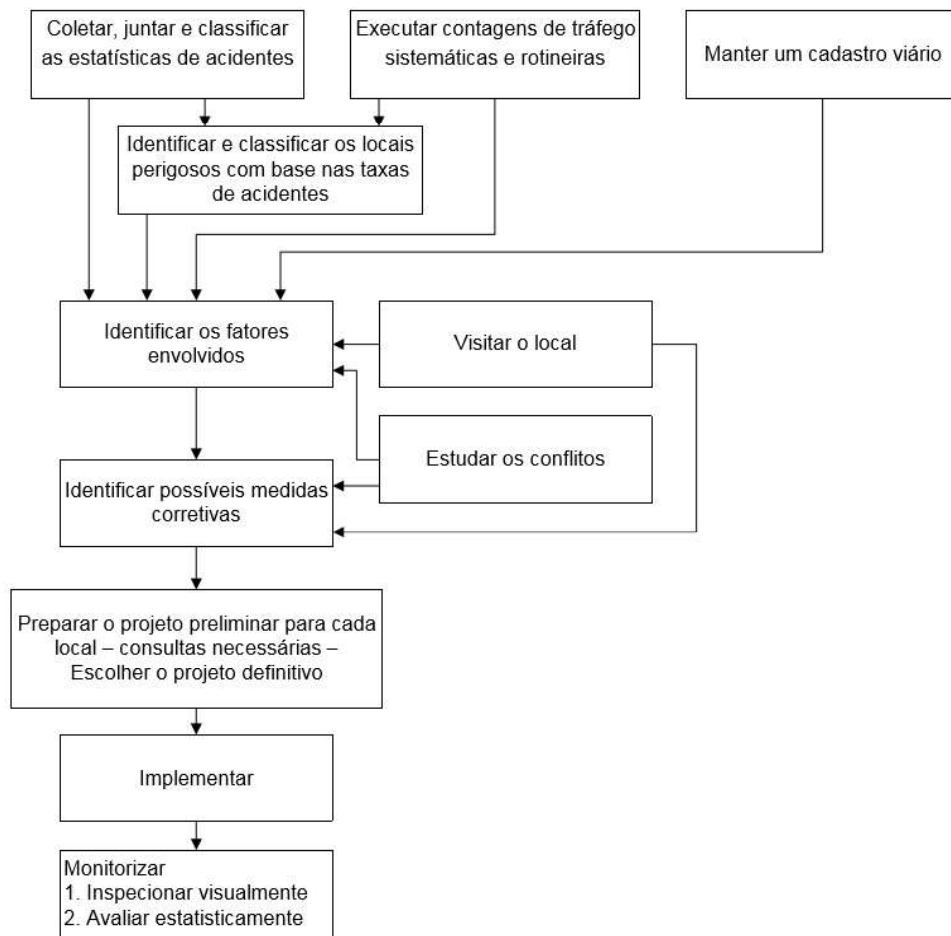 Coletar, juntar e classificar
as estatísticas de acidentes
Executar contagens de tráfego
sistemáticas e rotineiras
Manter um cadastro viário
Identificar e classificar os locais
perigosos com base nas taxas
de acidentes
Identificar os fatores
envolvidos
Visitar o local
Estudar os conflitos
Identificar possíveis medidas
corretivas
Preparar o projeto preliminar para cada
local – consultas necessárias –
Escolher o projeto definitivo
Implementar
Monitorizar
1. Inspecionar visualmente
2. Avaliar estatisticamente